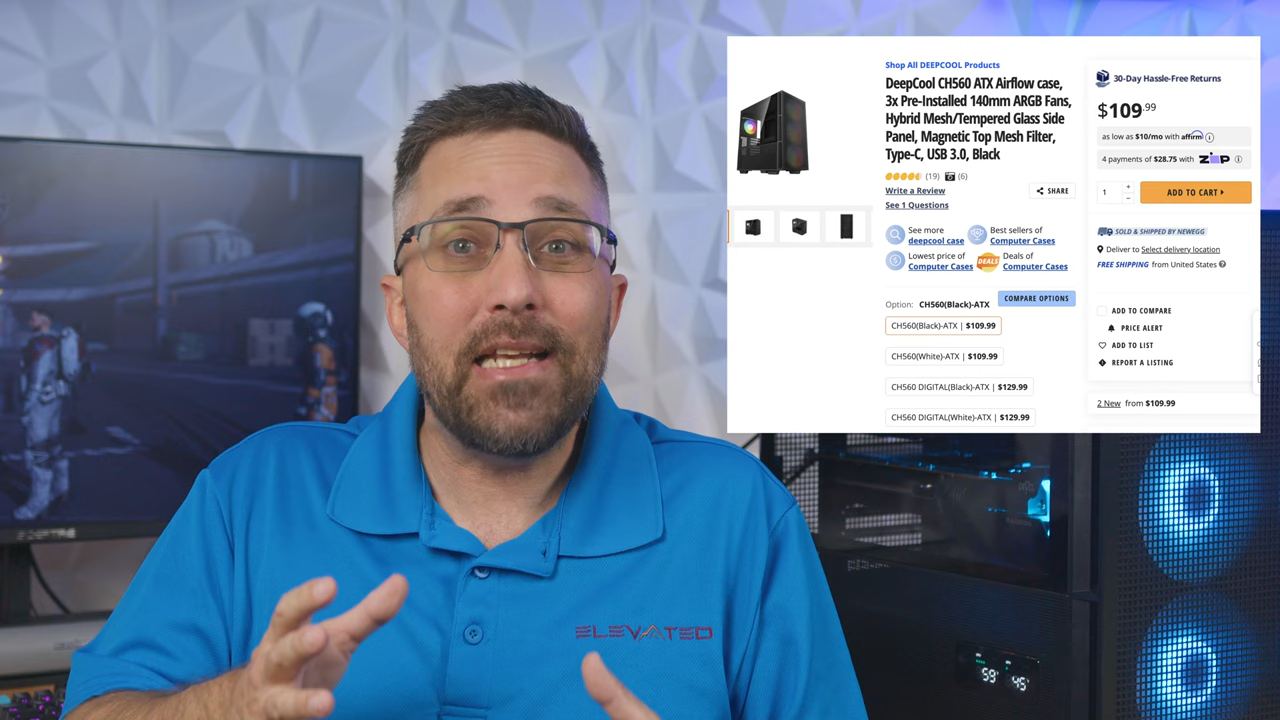 Shop All DEEPCOOL Products
DeepCool CH560 ATX Airflow case,
3x Pre-Installed 140mm ARGB Fans,
Hybrid Mesh/Tempered Glass Side
Panel, Magnetic Top Mesh Filter,
Type-C, USB 3.0, Black
(19) (6)
Write a Review
SHARE
See 1 Questions
See more
deepcool case
Best sellers of
Computer Cases
Lowest price of
Computer Cases
DEALS
Deals of
Computer Cases
Option: CH560(Black)-ATX
COMPARE OPTIONS
CH560(Black)-ATX | $109.99
CH560(White)-ATX | $109.99
CH560 DIGITAL(Black)-ATX | $129.99
CH560 DIGITAL(White)-ATX | $129.99
30-Day Hassle-Free Returns
$109.99
as low as $10/mo with affirm
4 payments of $28.75 with ZIP
1
+
−
ADD TO CART
SOLD & SHIPPED BY NEWEGG
Deliver to Select delivery location
FREE SHIPPING from United States
ADD TO COMPARE
PRICE ALERT
ADD TO LIST
REPORT A LISTING
2 New from $109.99
ELEVATED
SCEPTRE
59° 45°